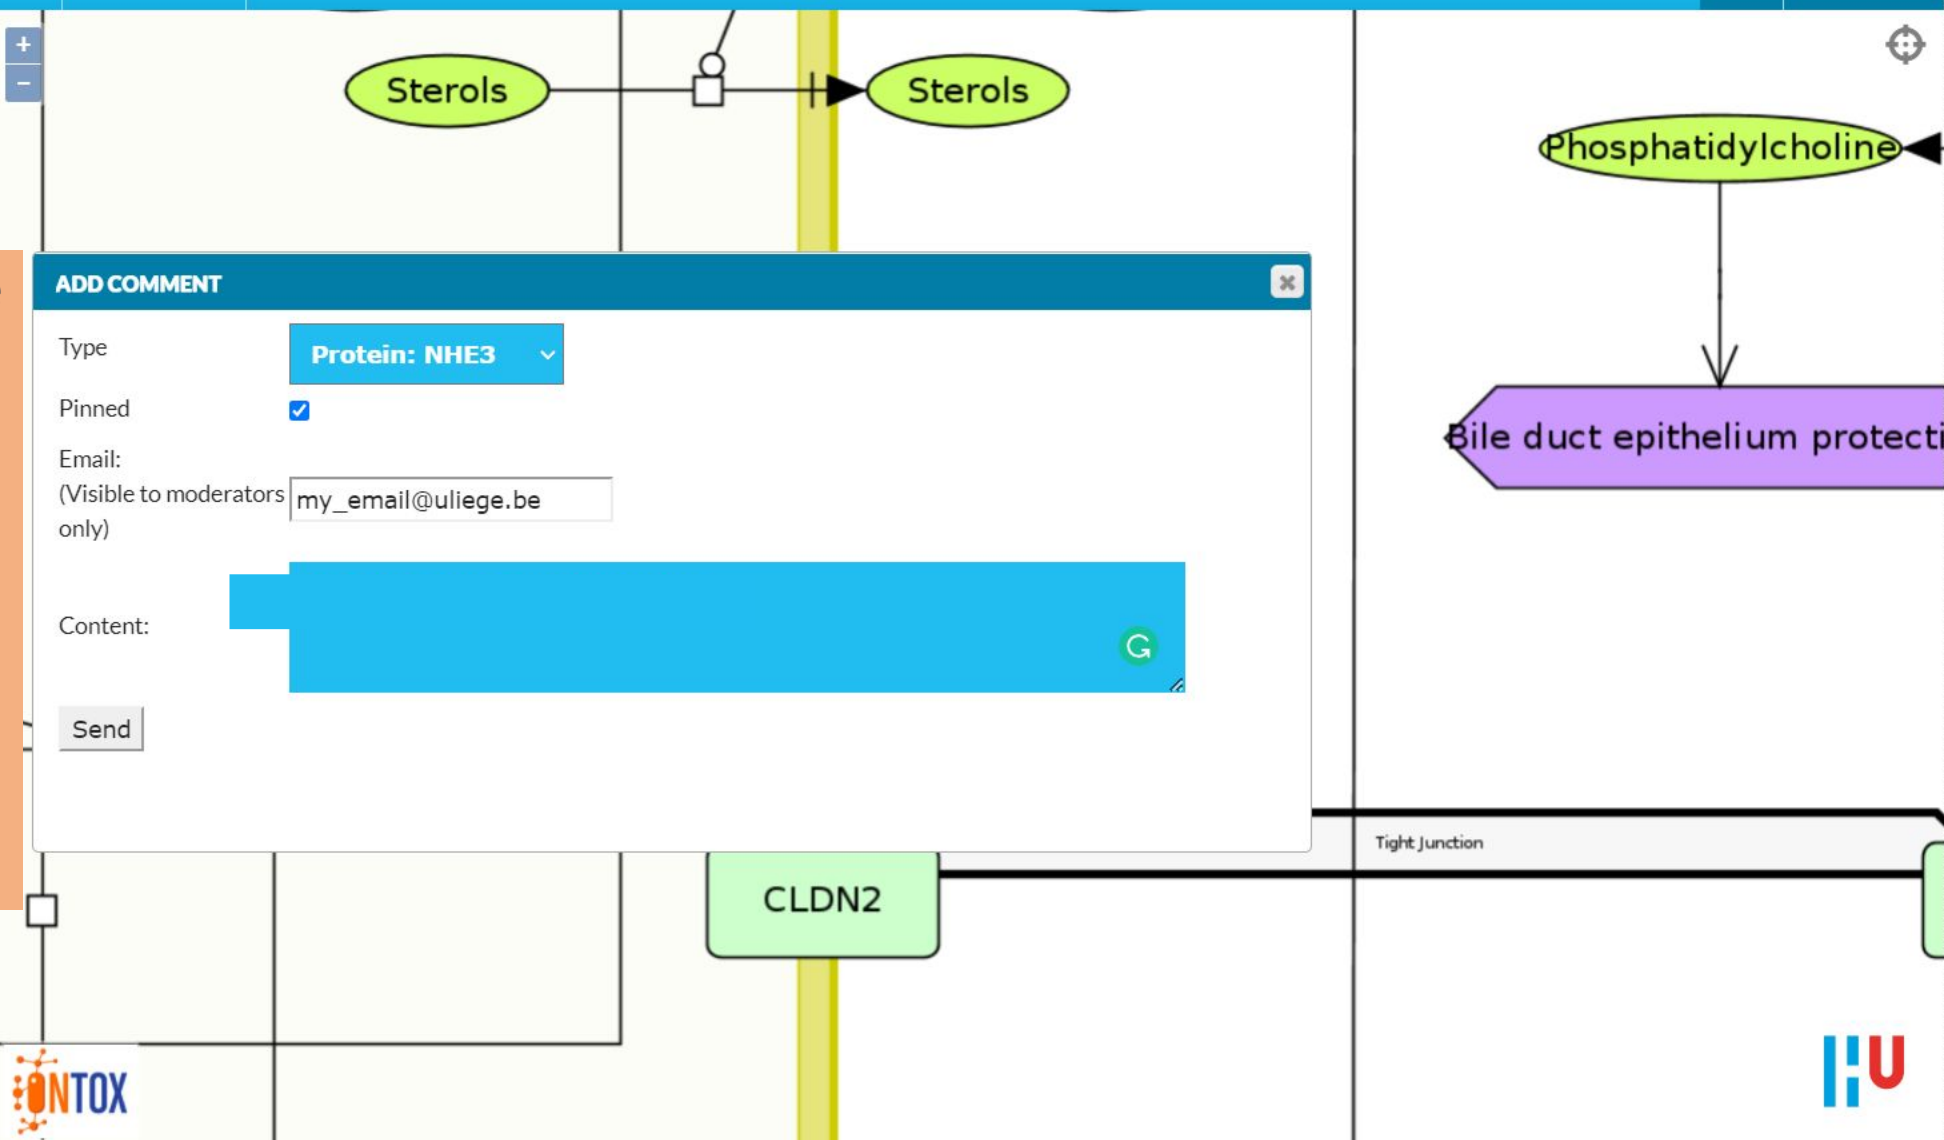 +
−
Sterols
Sterols
Phosphatidylcholine
ADD COMMENT
Type
Protein: NHE3
Pinned
Bile duct epithelium protecti
Email:
(Visible to moderators
only)
my_email@uliege.be
Content:
Send
Tight Junction
CLDN2
ONTOX
HU